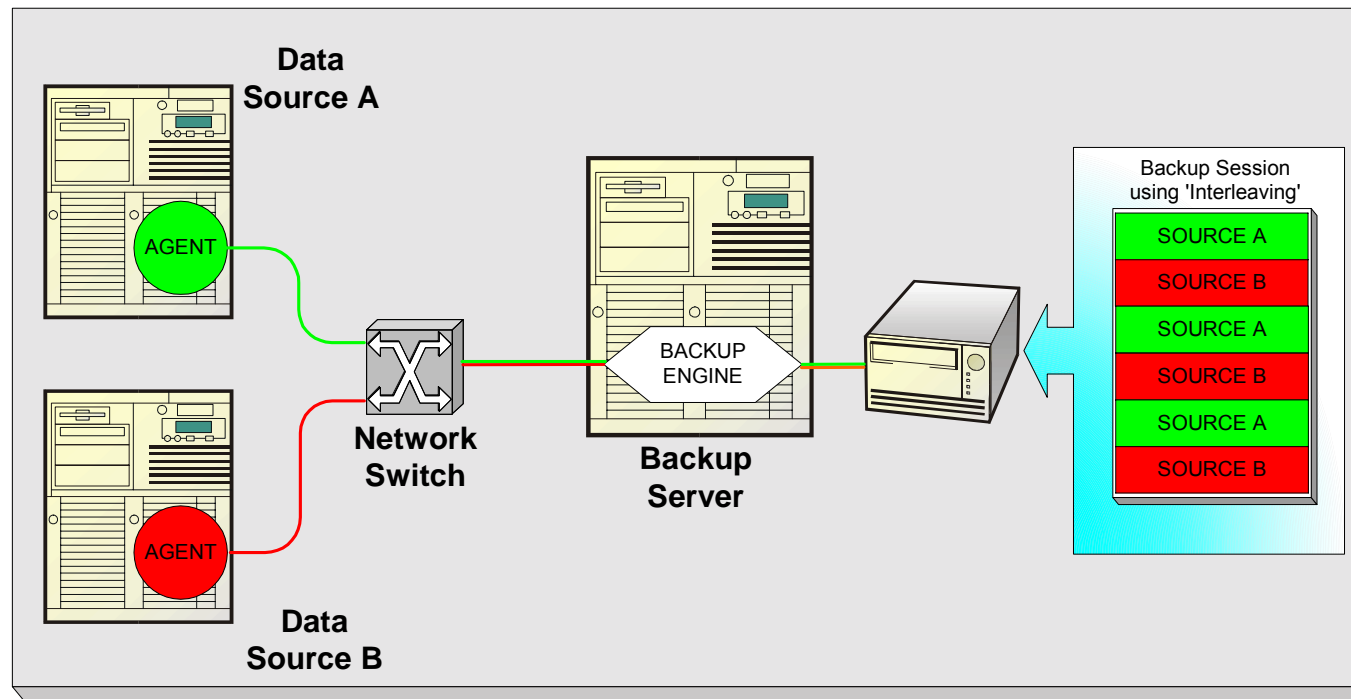 Data
Source A
AGENT
Network
Switch
AGENT
Data
Source B
BACKUP
ENGINE
Backup
Server
Backup Session
using 'Interleaving'
SOURCE A
SOURCE B
SOURCE A
SOURCE B
SOURCE A
SOURCE B